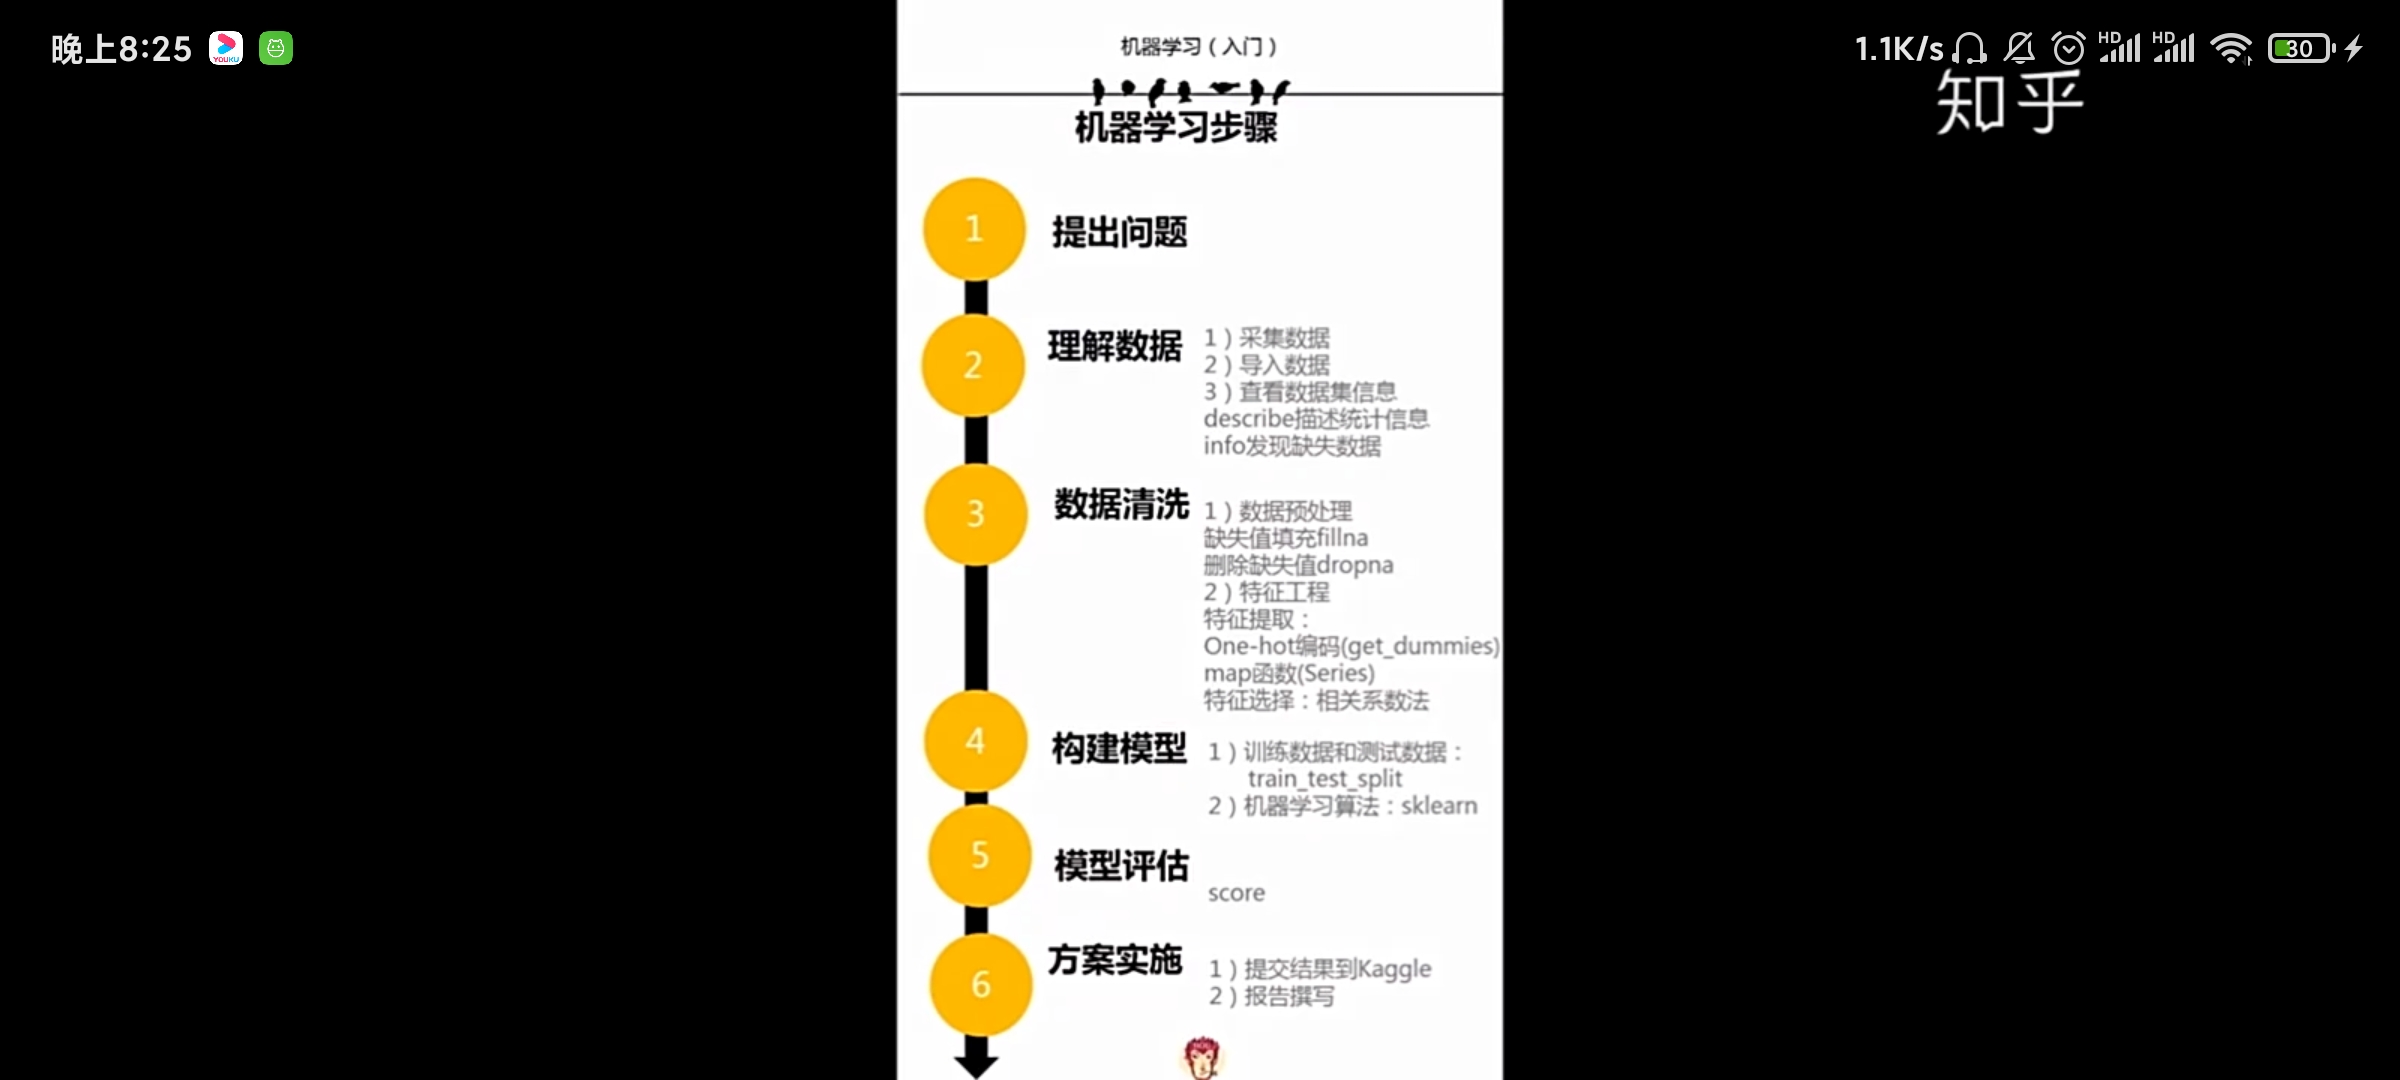 晚上8:25
YOUKU
1.1K/s
HD
HD
30
知乎
机器学习（入门）
机器学习步骤
1
提出问题
2
理解数据
1）采集数据
2）导入数据
3）查看数据集信息
describe描述统计信息
info发现缺失数据
3
数据清洗
1）数据预处理
缺失值填充fillna
删除缺失值dropna
2）特征工程
特征提取：
One-hot编码(get_dummies)
map函数(Series)
特征选择：相关系数法
4
构建模型
1）训练数据和测试数据：
train_test_split
2）机器学习算法：sklearn
5
模型评估
score
6
方案实施
1）提交结果到Kaggle
2）报告撰写